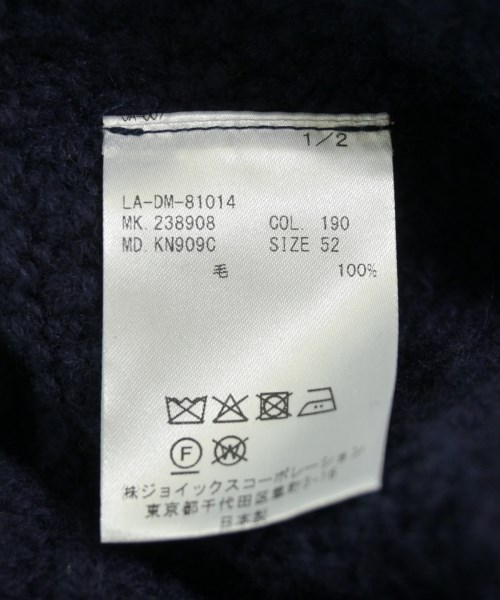 1/2
LA-DM-81014
MK. 238908 COL. 190
MD. KN909C SIZE 52
毛 100%
F
W
株ジョイックスコーポレーション
東京都千代田区
日本製